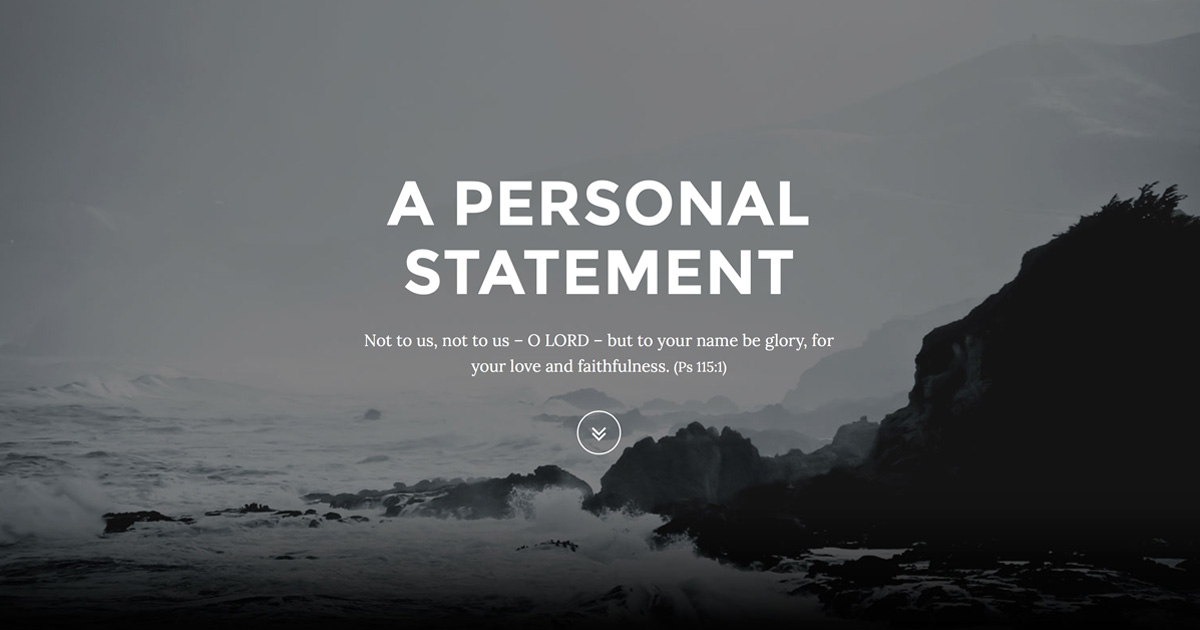 A PERSONAL
STATEMENT
Not to us, not to us – O LORD – but to your name be glory, for
your love and faithfulness. (Ps 115:1)